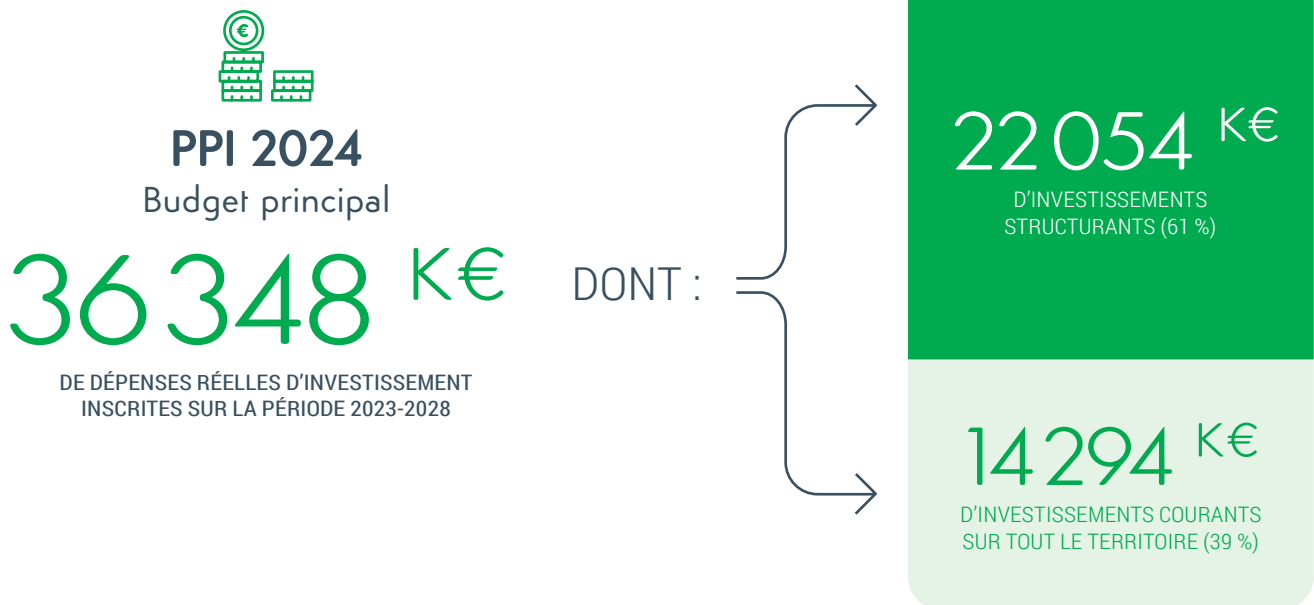 €
PPI 2024
Budget principal
36 348 K€
DE DÉPENSES RÉELLES D'INVESTISSEMENT
INSCRITES SUR LA PÉRIODE 2023-2028
DONT :
22 054 K€
D'INVESTISSEMENTS
STRUCTURANTS (61 %)
14 294 K€
D'INVESTISSEMENTS COURANTS
SUR TOUT LE TERRITOIRE (39 %)